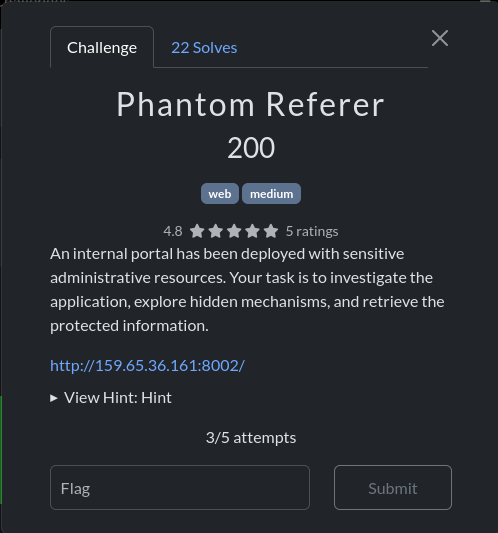 Challenge
22 Solves
Phantom Referer
200
web
medium
4.8
5 ratings
An internal portal has been deployed with sensitive
administrative resources. Your task is to investigate the
application, explore hidden mechanisms, and retrieve the
protected information.
http://159.65.36.161:8002/
View Hint: Hint
3/5 attempts
Flag
Submit